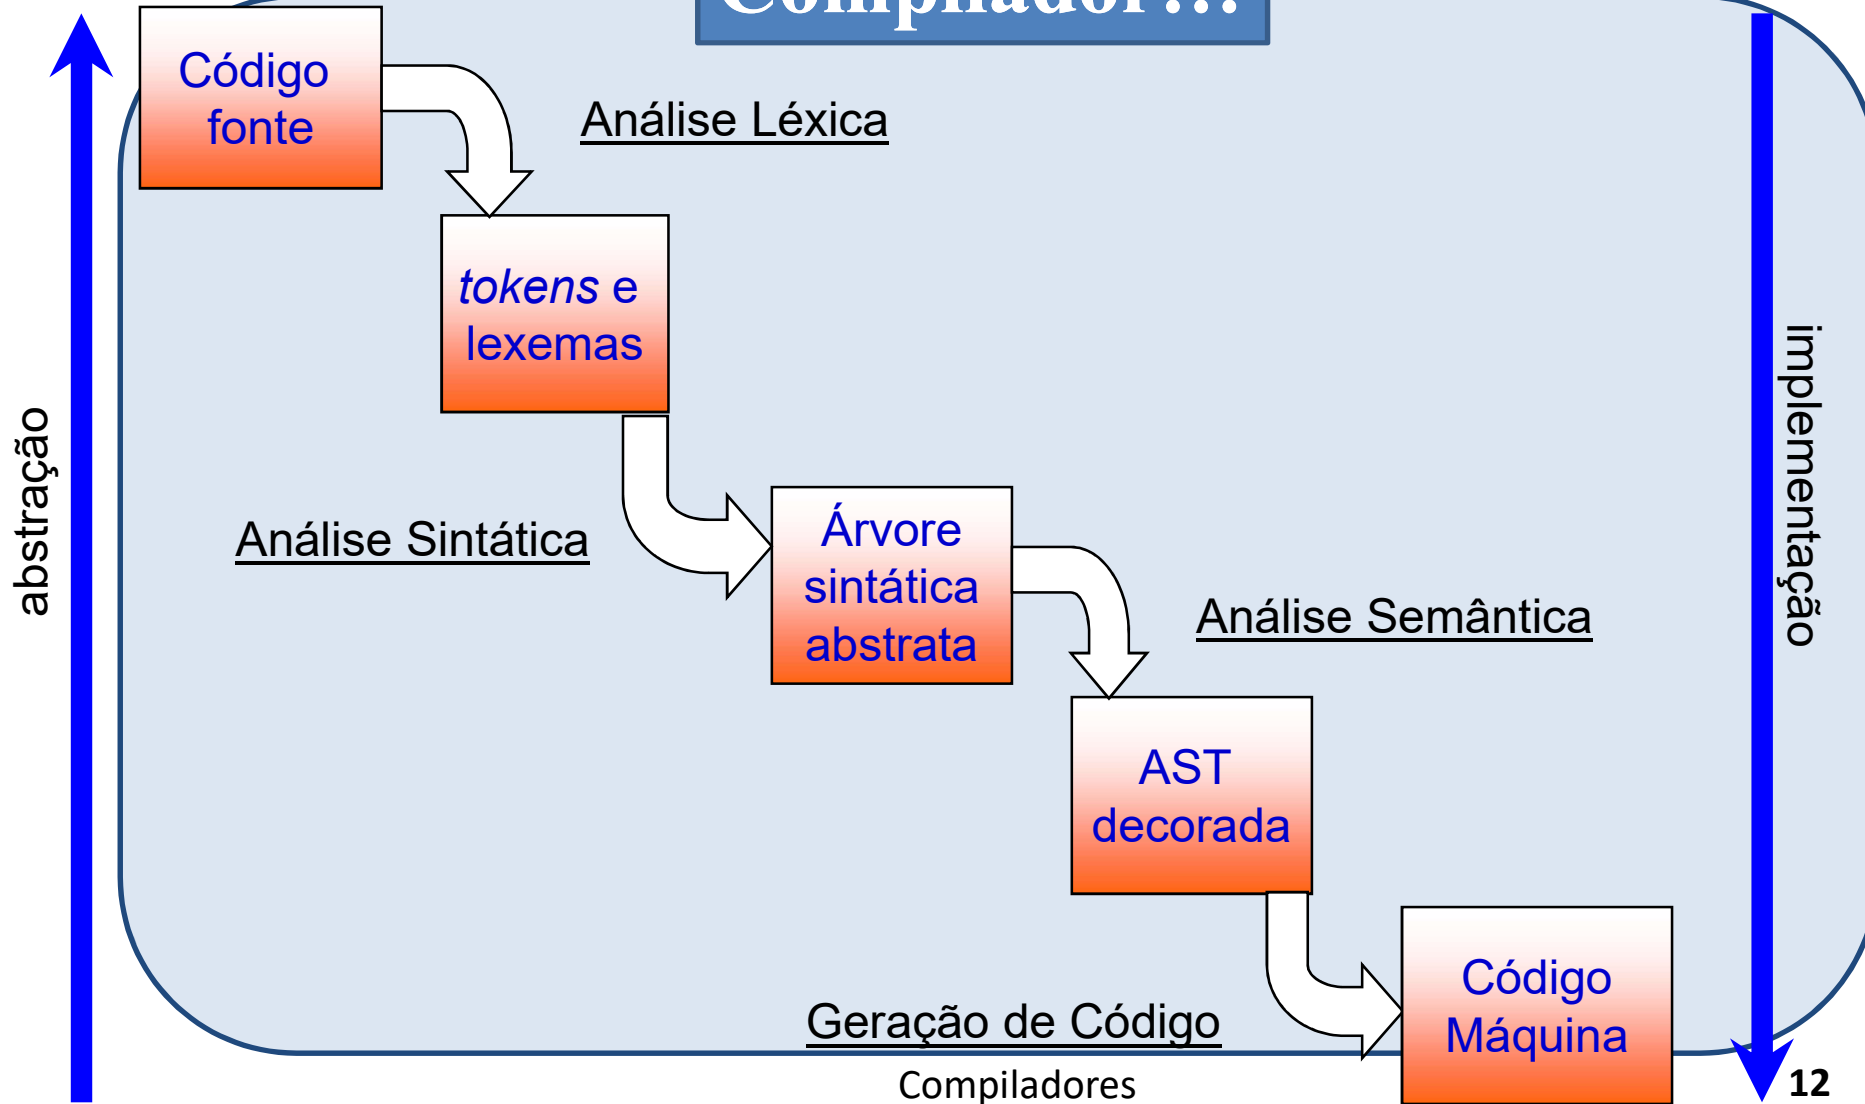 Compilador...
Código
fonte
Análise Léxica
tokens e
lexemas
abstração
implementação
Análise Sintática
Árvore
sintática
abstrata
Análise Semântica
AST
decorada
Geração de Código
Código
Máquina
Compiladores
12